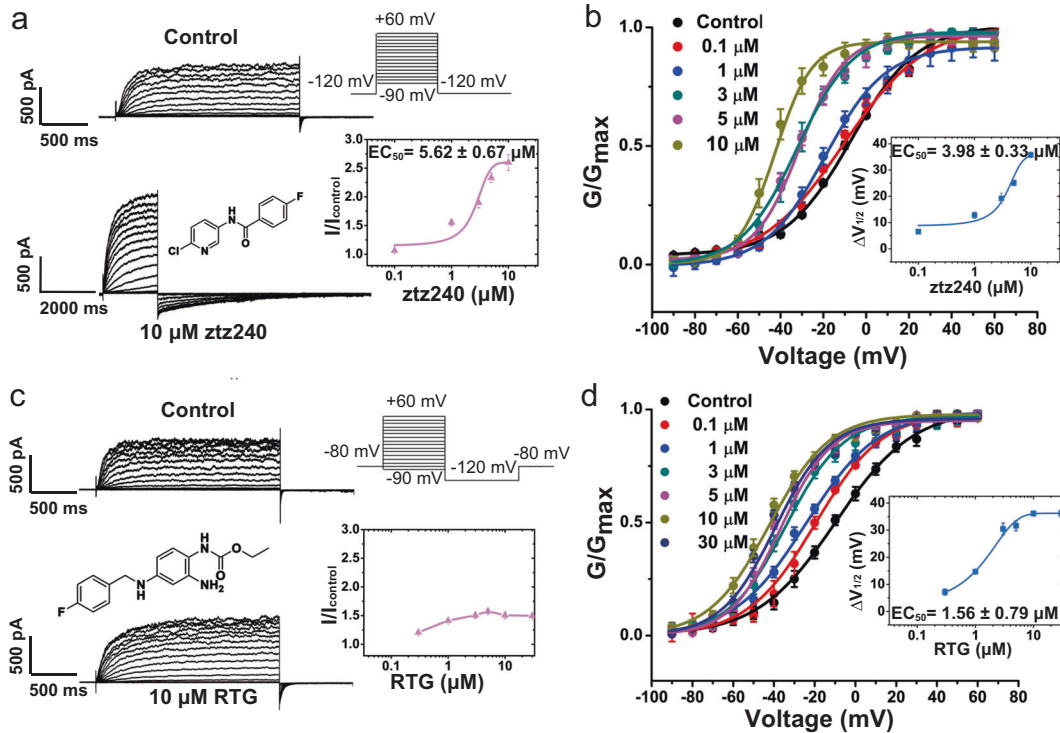 a
Control
500 pA
500 ms
+60 mV
-120 mV
-120 mV
-90 mV
500 pA
2000 ms
10 µM ztz240
Cl
N
H
N
O
F
EC50= 5.62 ± 0.67 µM
I/Icontrol
3.0
2.5
2.0
1.5
1.0
0.1 1 10
ztz240 (µM)
b
Control
0.1 µM
1 µM
3 µM
5 µM
10 µM
G/Gmax
1.0
0.5
0.0
-100 -80 -60 -40 -20 0 20 40 60 80
Voltage (mV)
EC50= 3.98 ± 0.33 µM
ΔV1/2 (mV)
40
30
20
10
0
0.1 1 10
ztz240 (µM)
c
Control
500 pA
500 ms
+60 mV
-80 mV
-80 mV
-120 mV
-90 mV
F
N
H
NH2
H
N
O
O
500 pA
500 ms
10 µM RTG
I/Icontrol
3.0
2.5
2.0
1.5
1.0
0.1 1 10
RTG (µM)
d
Control
0.1 µM
1 µM
3 µM
5 µM
10 µM
30 µM
G/Gmax
1.0
0.5
0.0
-100 -80 -60 -40 -20 0 20 40 60 80
Voltage (mV)
ΔV1/2 (mV)
40
30
20
10
0
EC50= 1.56 ± 0.79 µM
0.1 1 10
RTG (µM)